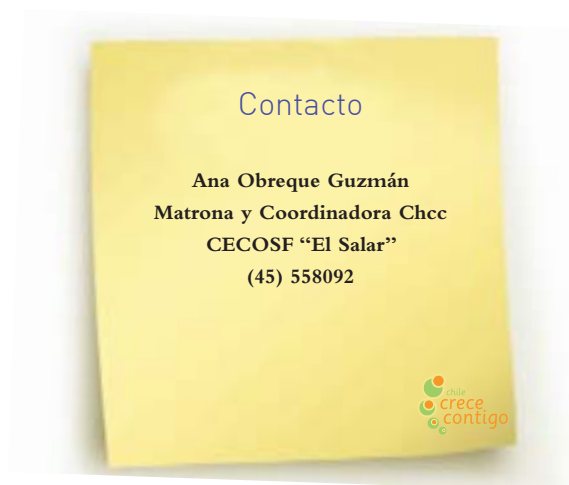 Contacto
Ana Obreque Guzmán
Matrona y Coordinadora Chcc
CECOSF “El Salar”
(45) 558092
chile
crece
contigo